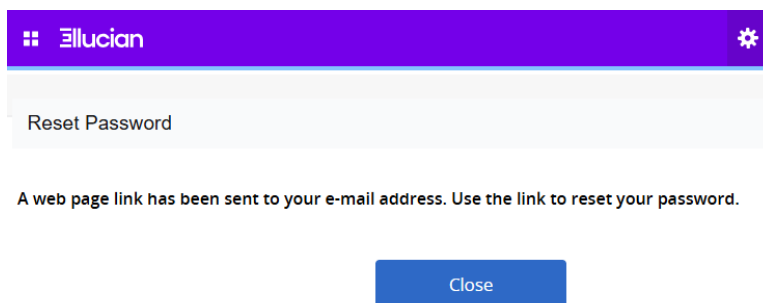 Ellucian
Reset Password
A web page link has been sent to your e-mail address. Use the link to reset your password.
Close